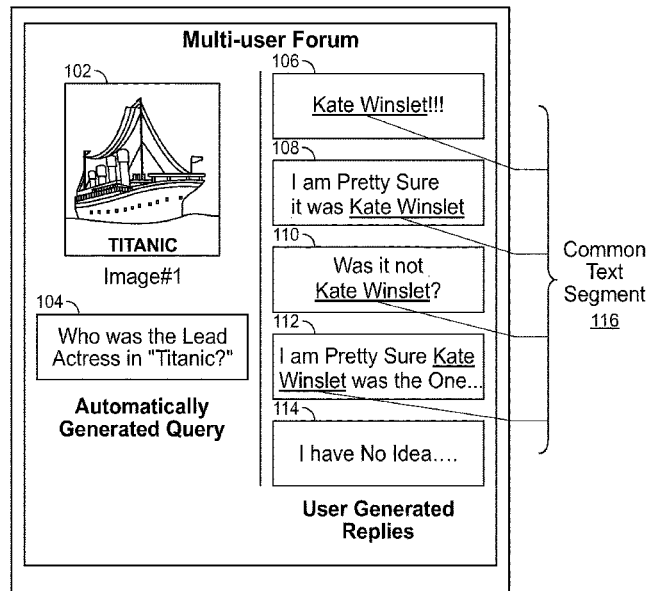 Multi-user Forum
102
TITANIC
Image#1
104
Who was the Lead
Actress in "Titanic?"
Automatically
Generated Query
106
Kate Winslet!!!
108
I am Pretty Sure
it was Kate Winslet
110
Was it not
Kate Winslet?
112
I am Pretty Sure Kate
Winslet was the One...
114
I have No Idea....
User Generated
Replies
Common
Text
Segment
116